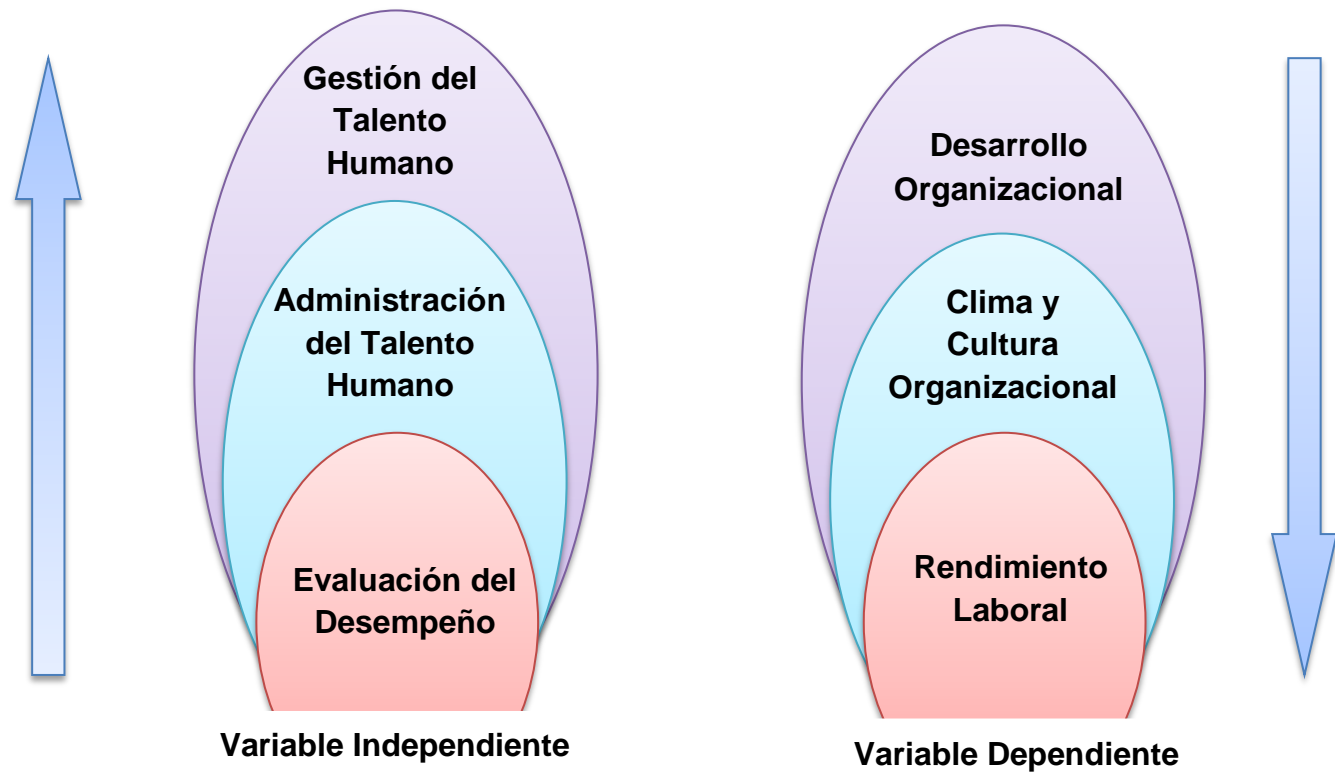 Gestión del
Talento
Humano
Administración
del Talento
Humano
Evaluación del
Desempeño
Variable Independiente
Desarrollo
Organizacional
Clima y
Cultura
Organizacional
Rendimiento
Laboral
Variable Dependiente